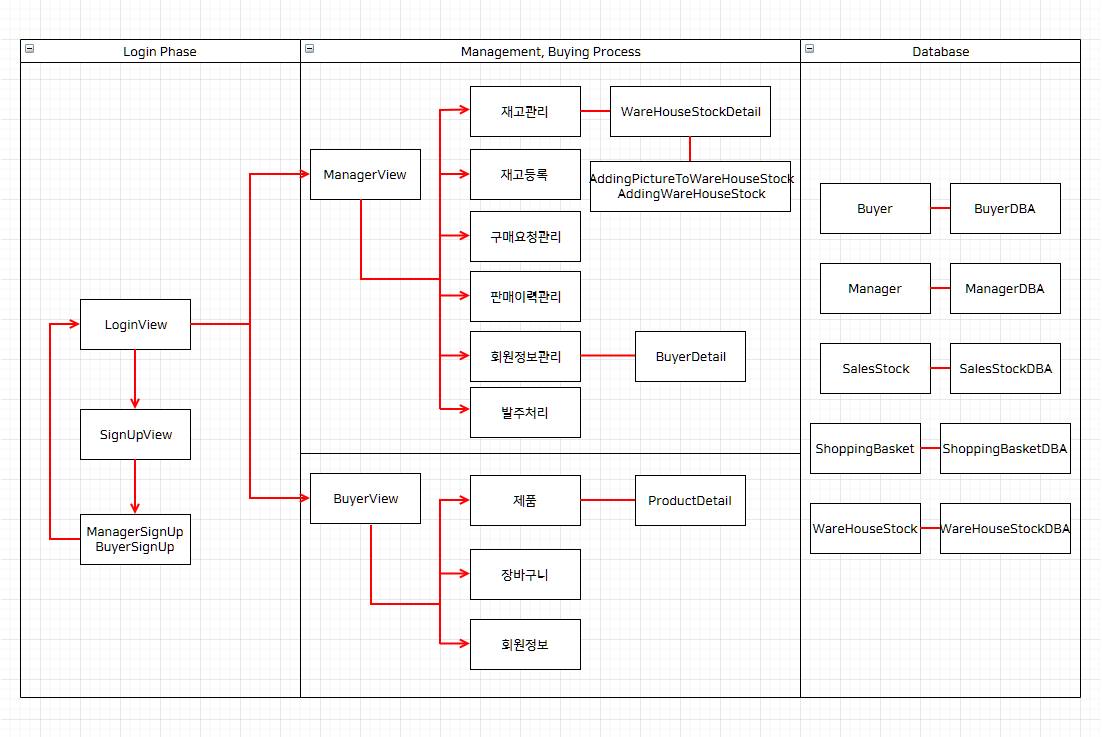 Login Phase
Management, Buying Process
Database
LoginView
SignUpView
ManagerSignUp
BuyerSignUp
ManagerView
재고관리
WareHouseStockDetail
재고등록
AddingPictureToWareHouseStock
AddingWareHouseStock
구매요청관리
판매이력관리
회원정보관리
BuyerDetail
발주처리
BuyerView
제품
ProductDetail
장바구니
회원정보
Buyer
BuyerDBA
Manager
ManagerDBA
SalesStock
SalesStockDBA
ShoppingBasket
ShoppingBasketDBA
WareHouseStock
WareHouseStockDBA